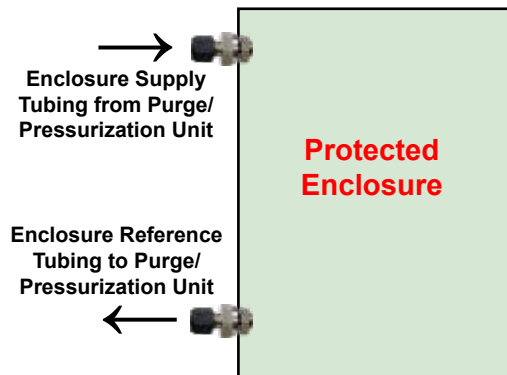 Enclosure Supply
Tubing from Purge/
Pressurization Unit
Protected
Enclosure
Enclosure Reference
Tubing to Purge/
Pressurization Unit